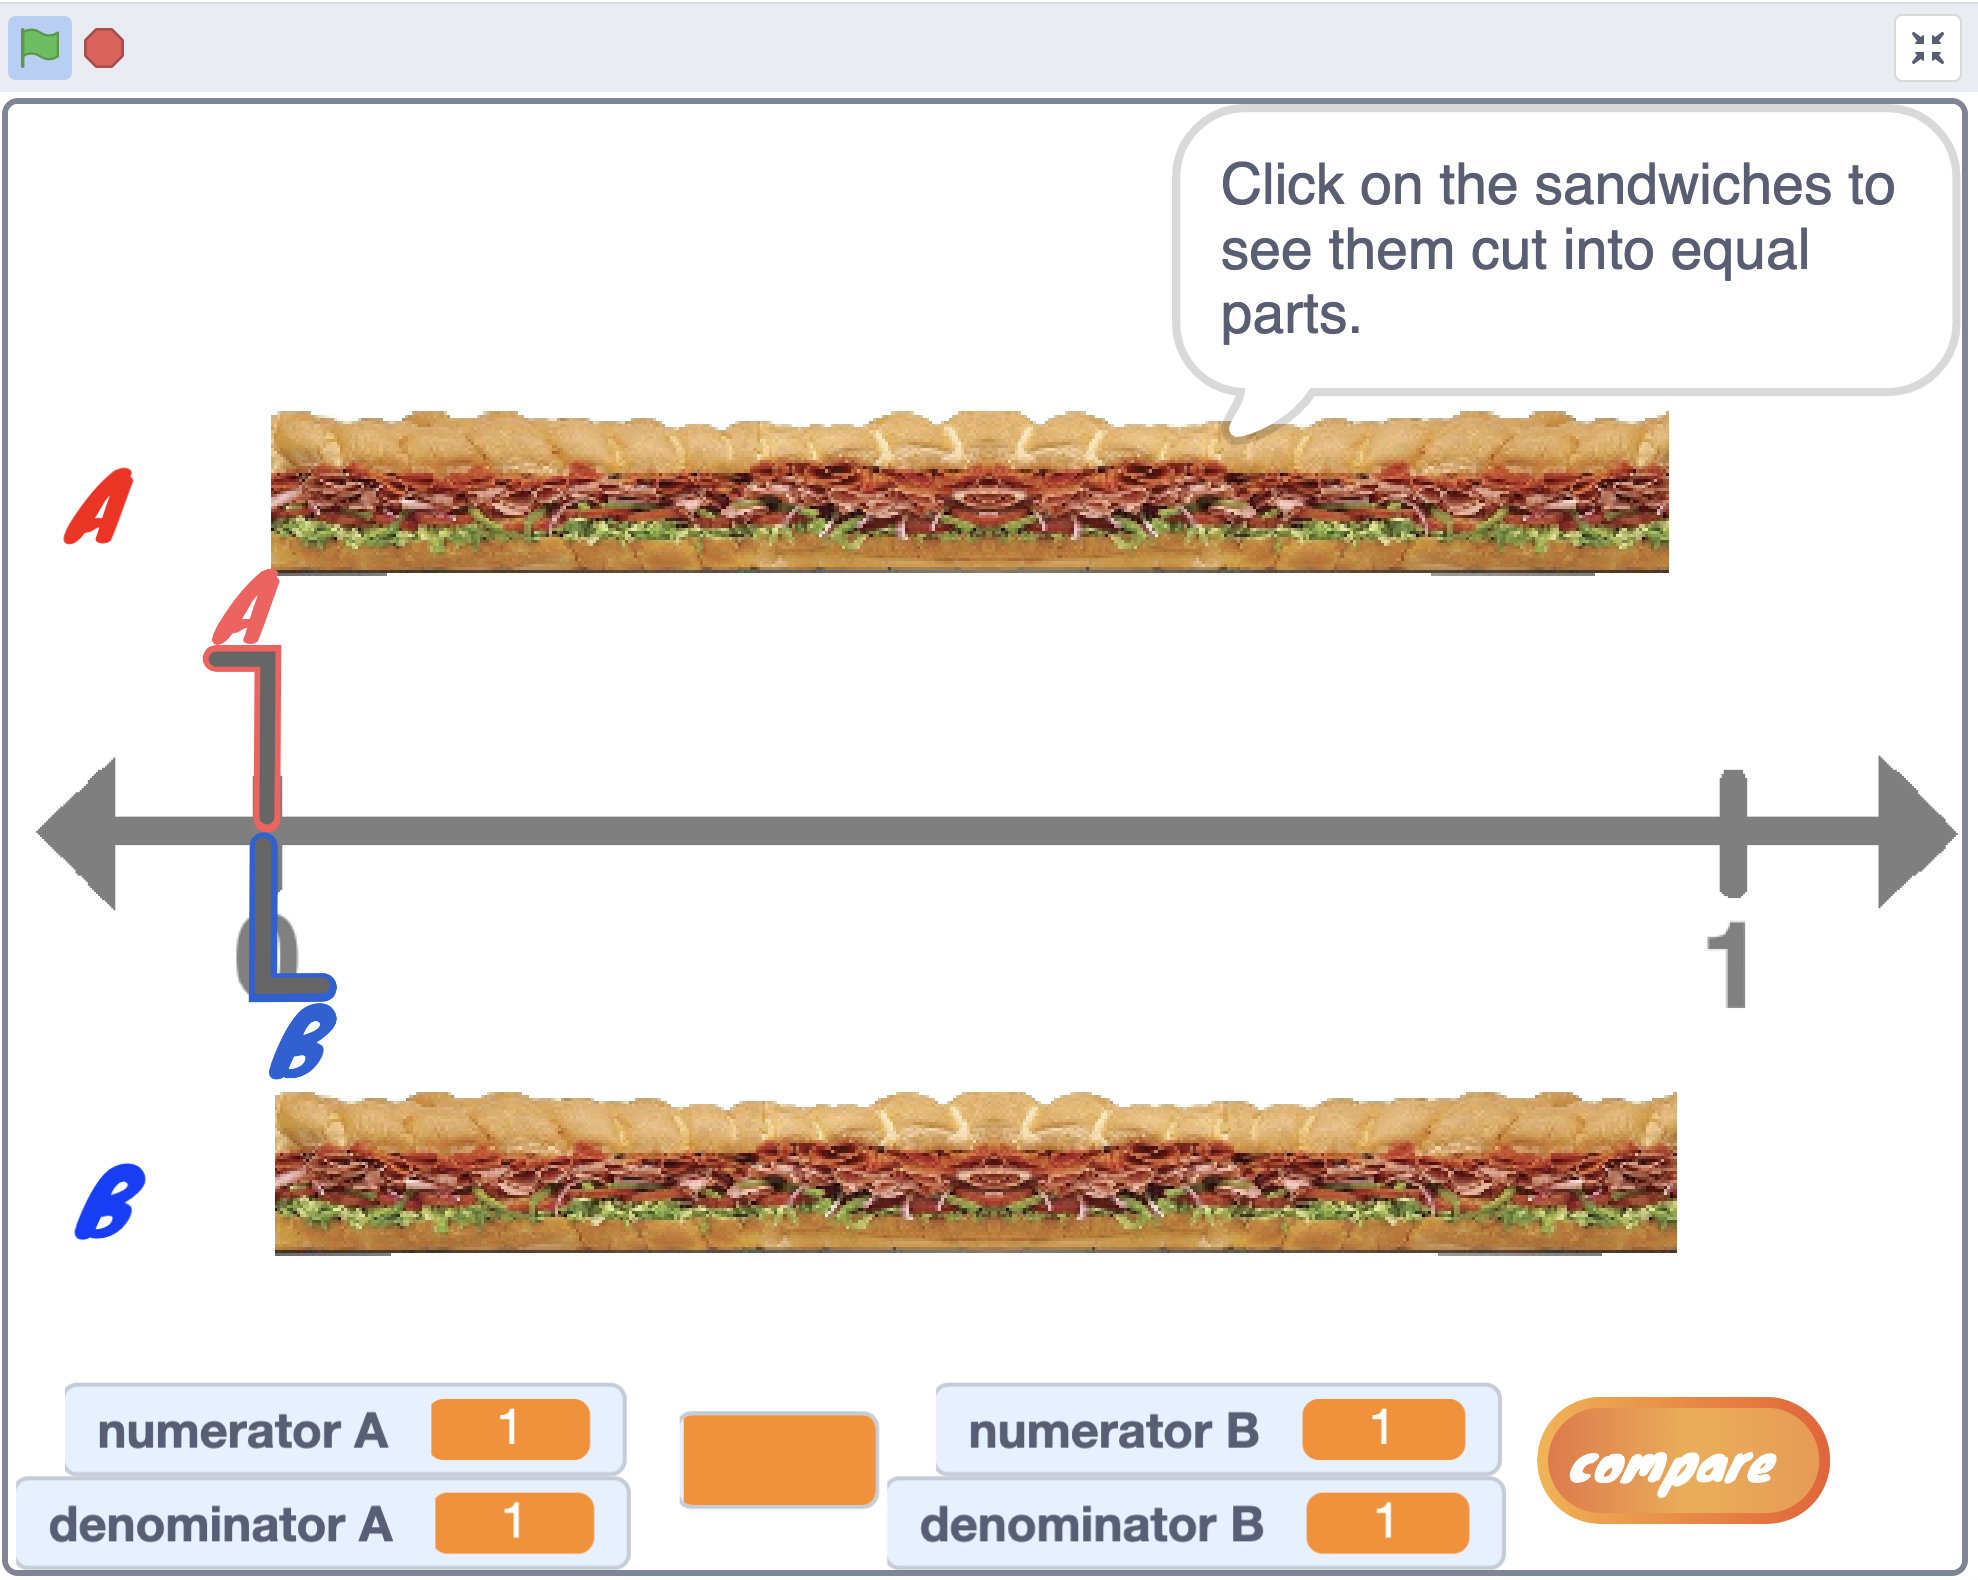 Click on the sandwiches to
see them cut into equal
parts.
A
A
0
1
B
B
numerator A 1
numerator B 1
compare
denominator A 1
denominator B 1